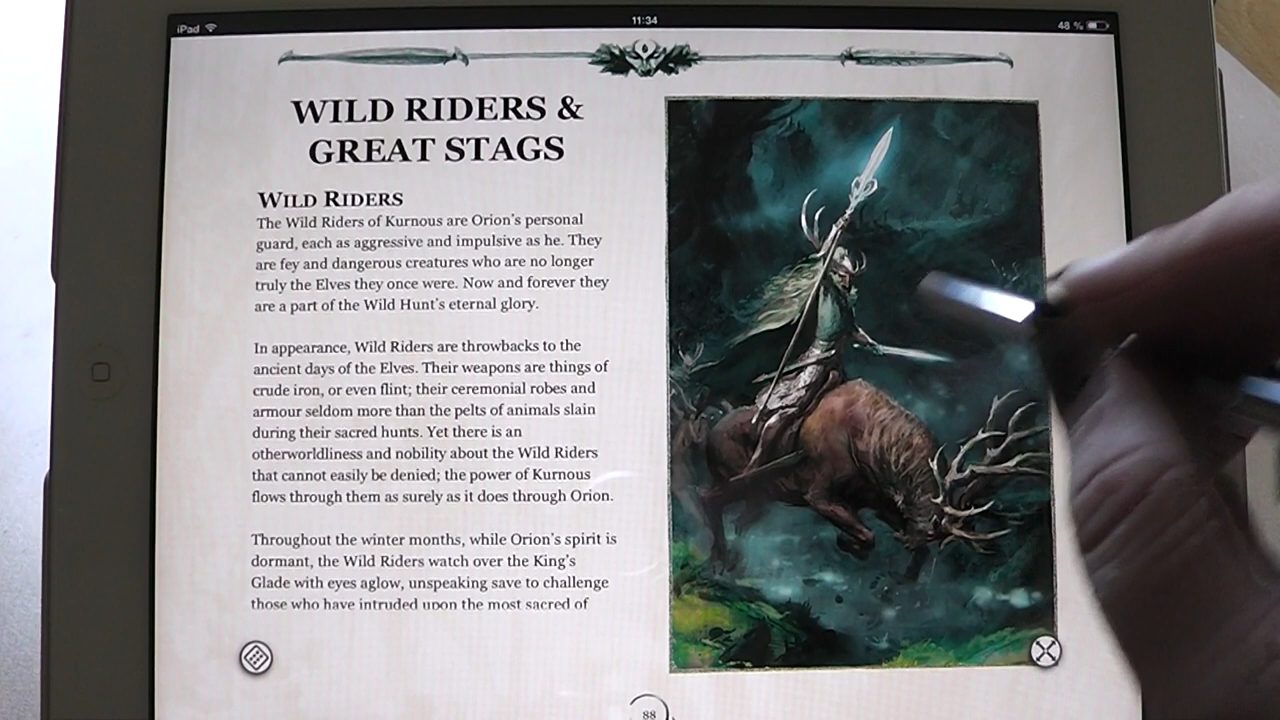 iPad
11:34
48 %
WILD RIDERS &
GREAT STAGS
WILD RIDERS
The Wild Riders of Kurnous are Orion's personal
guard, each as aggressive and impulsive as he. They
are fey and dangerous creatures who are no longer
truly the Elves they once were. Now and forever they
are a part of the Wild Hunt's eternal glory.
In appearance, Wild Riders are throwbacks to the
ancient days of the Elves. Their weapons are things of
crude iron, or even flint; their ceremonial robes and
armour seldom more than the pelts of animals slain
during their sacred hunts. Yet there is an
otherworldliness and nobility about the Wild Riders
that cannot easily be denied; the power of Kurnous
flows through them as surely as it does through Orion.
Throughout the winter months, while Orion's spirit is
dormant, the Wild Riders watch over the King's
Glade with eyes aglow, unspeaking save to challenge
those who have intruded upon the most sacred of
88